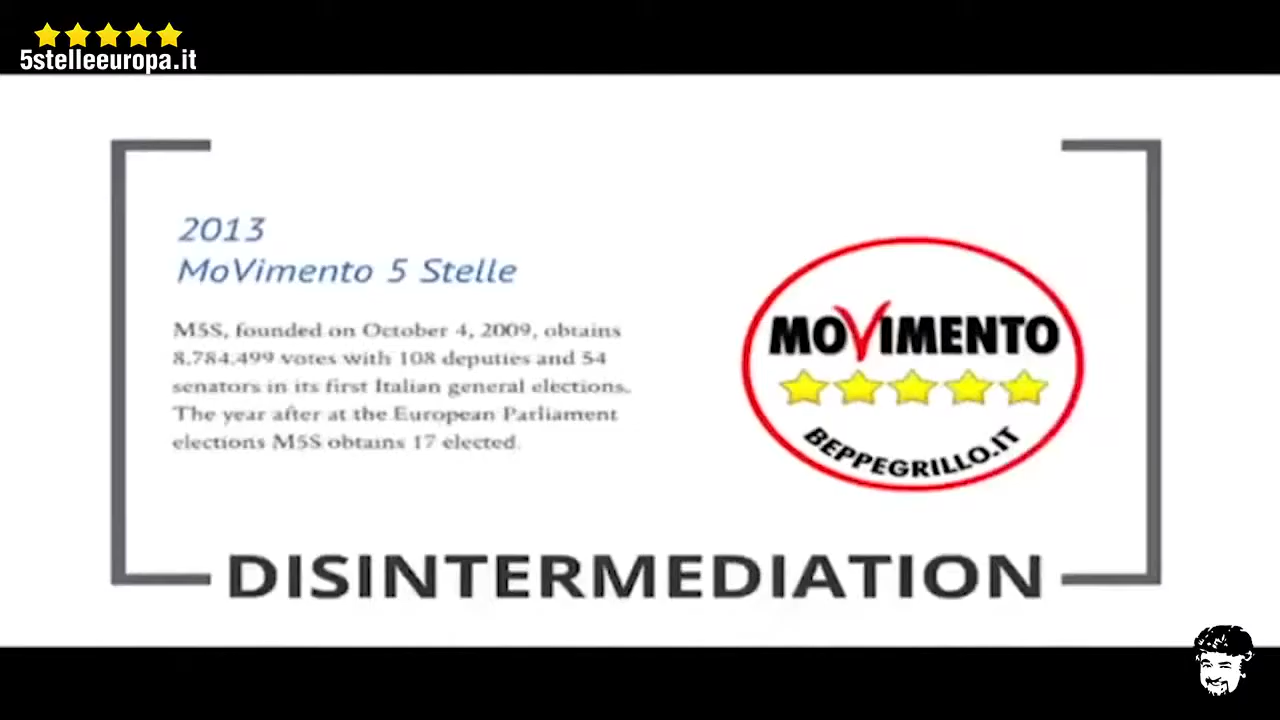 5stelleeuropa.it
2013
MoVimento 5 Stelle
M5S, founded on October 4, 2009, obtains
8.784.499 votes with 108 deputies and 54
senators in its first Italian general elections.
The year after at the European Parliament
elections M5S obtains 17 elected.
MOVIMENTO
BEPPEGRILLO.IT
DISINTERMEDIATION